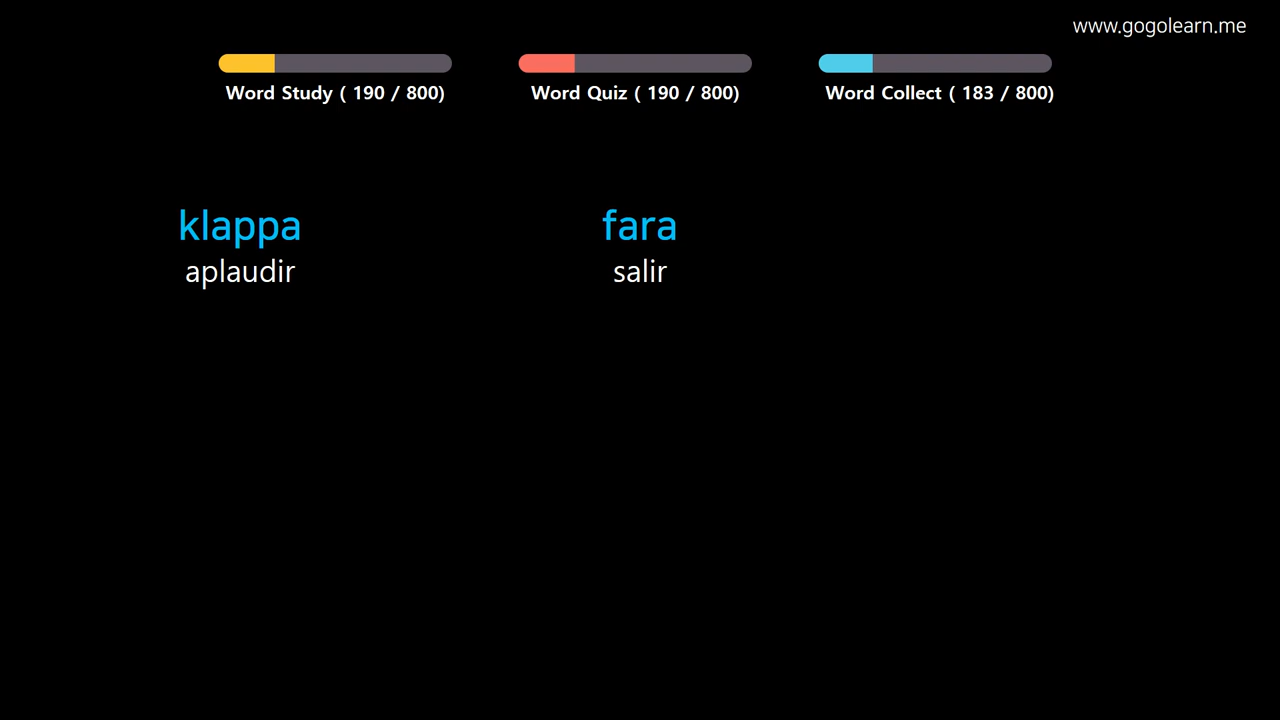 www.gogolearn.me
Word Study ( 190 / 800)
Word Quiz ( 190 / 800)
Word Collect ( 183 / 800)
klappa
aplaudir
fara
salir